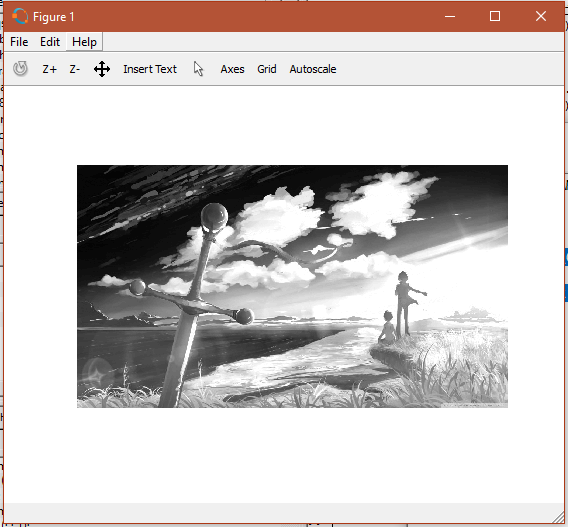 Figure 1
File Edit Help
Z+ Z- Insert Text Axes Grid Autoscale